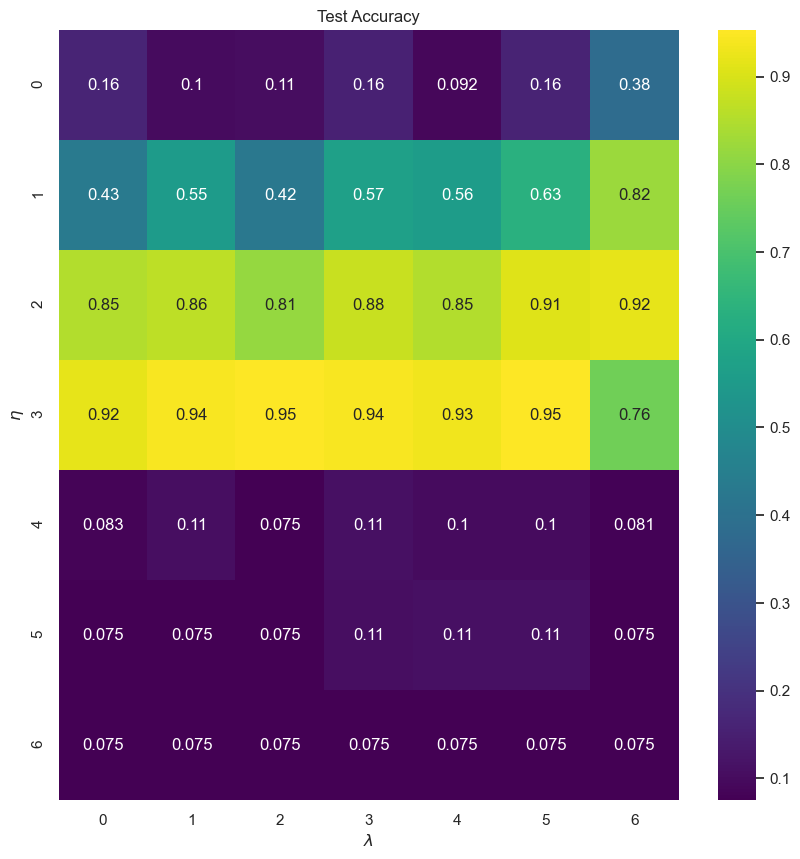 Test Accuracy
0 0.16 0.1 0.11 0.16 0.092 0.16 0.38
1 0.43 0.55 0.42 0.57 0.56 0.63 0.82
2 0.85 0.86 0.81 0.88 0.85 0.91 0.92
η 3 0.92 0.94 0.95 0.94 0.93 0.95 0.76
4 0.083 0.11 0.075 0.11 0.1 0.1 0.081
5 0.075 0.075 0.075 0.11 0.11 0.11 0.075
6 0.075 0.075 0.075 0.075 0.075 0.075 0.075
0 1 2 3 4 5 6
λ
0.9
0.8
0.7
0.6
0.5
0.4
0.3
0.2
0.1